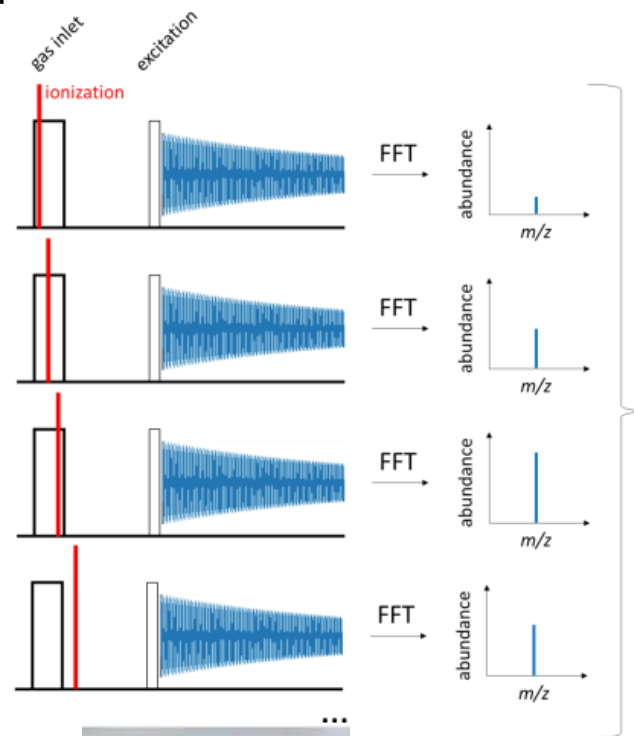 gas inlet
excitation
ionization
FFT
abundance
m/z
FFT
abundance
m/z
FFT
abundance
m/z
FFT
abundance
m/z
...